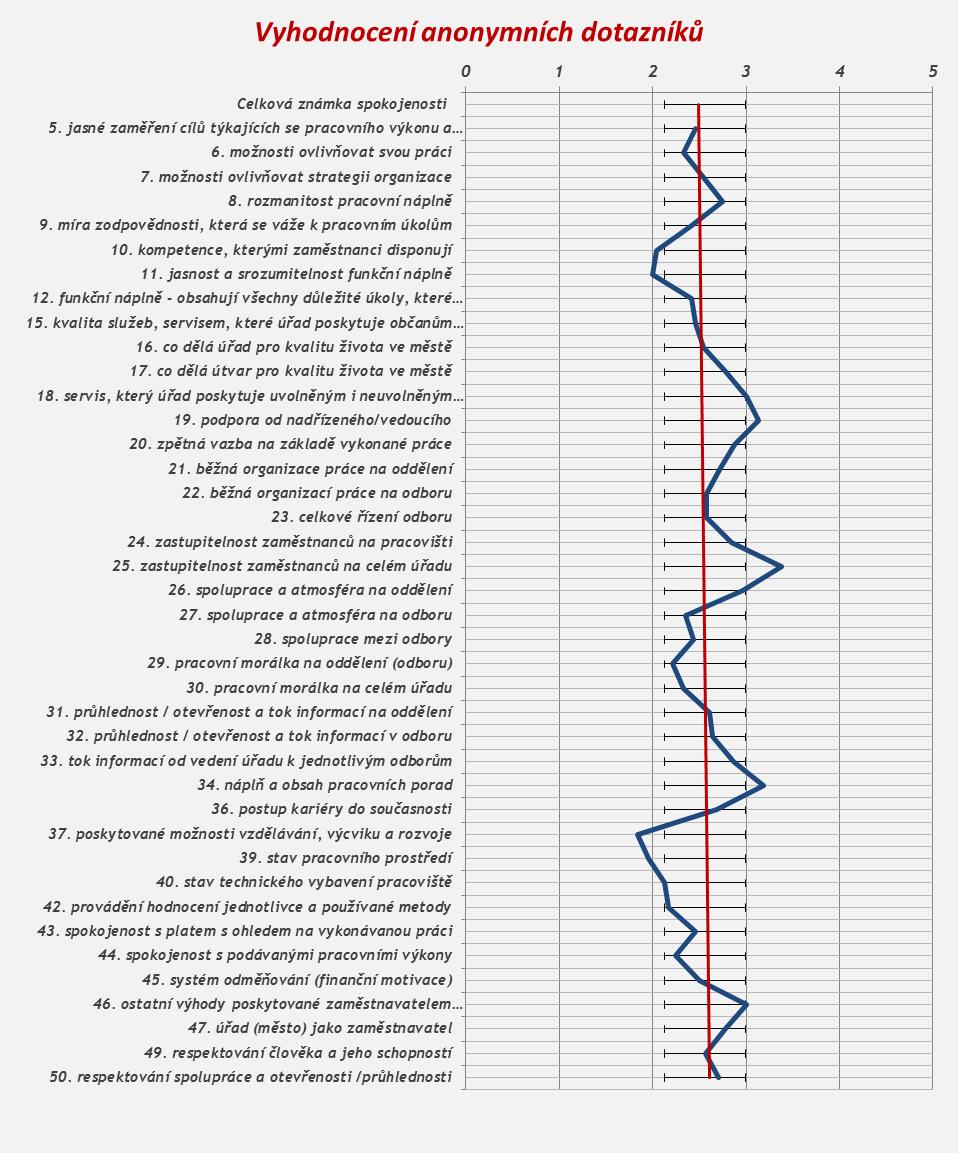 Vyhodnocení anonymních dotazníků
0 1 2 3 4 5
Celková známka spokojenosti
5. jasné zaměření cílů týkajících se pracovního výkonu a…
6. možnosti ovlivňovat svou práci
7. možnosti ovlivňovat strategii organizace
8. rozmanitost pracovní náplně
9. míra zodpovědnosti, která se váže k pracovním úkolům
10. kompetence, kterými zaměstnanci disponují
11. jasnost a srozumitelnost funkční náplně
12. funkční náplně - obsahují všechny důležité úkoly, které…
15. kvalita služeb, servisem, které úřad poskytuje občanům…
16. co dělá úřad pro kvalitu života ve městě
17. co dělá útvar pro kvalitu života ve městě
18. servis, který úřad poskytuje uvolněným i neuvolněným…
19. podpora od nadřízeného/vedoucího
20. zpětná vazba na základě vykonané práce
21. běžná organizace práce na oddělení
22. běžná organizací práce na odboru
23. celkové řízení odboru
24. zastupitelnost zaměstnanců na pracovišti
25. zastupitelnost zaměstnanců na celém úřadu
26. spolupráce a atmosféra na oddělení
27. spolupráce a atmosféra na odboru
28. spolupráce mezi odbory
29. pracovní morálka na oddělení (odboru)
30. pracovní morálka na celém úřadu
31. průhlednost / otevřenost a tok informací na oddělení
32. průhlednost / otevřenost a tok informací v odboru
33. tok informací od vedení úřadu k jednotlivým odborům
34. náplň a obsah pracovních porad
36. postup kariéry do současnosti
37. poskytované možnosti vzdělávání, výcviku a rozvoje
39. stav pracovního prostředí
40. stav technického vybavení pracoviště
42. provádění hodnocení jednotlivce a používané metody
43. spokojenost s platem s ohledem na vykonávanou práci
44. spokojenost s podávanými pracovními výkony
45. systém odměňování (finanční motivace)
46. ostatní výhody poskytované zaměstnavatelem…
47. úřad (město) jako zaměstnavatel
49. respektování člověka a jeho schopností
50. respektování spolupráce a otevřenosti /průhlednosti